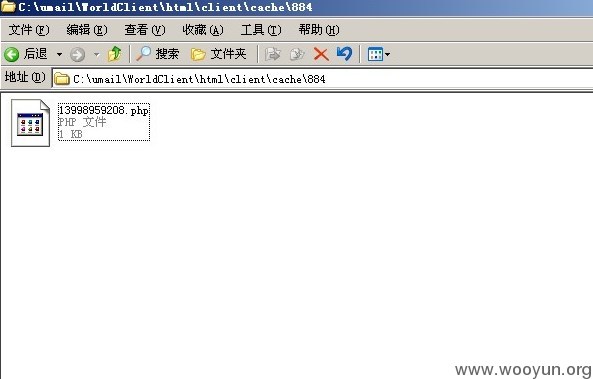 C:\umail\WorldClient\html\client\cache\884
文件(F) 编辑(E) 查看(V) 收藏(A) 工具(T) 帮助(H)
后退 搜索 文件夹
地址(D) C:\umail\WorldClient\html\client\cache\884
13998959208.php
PHP 文件
1 KB
www.wooyun.org